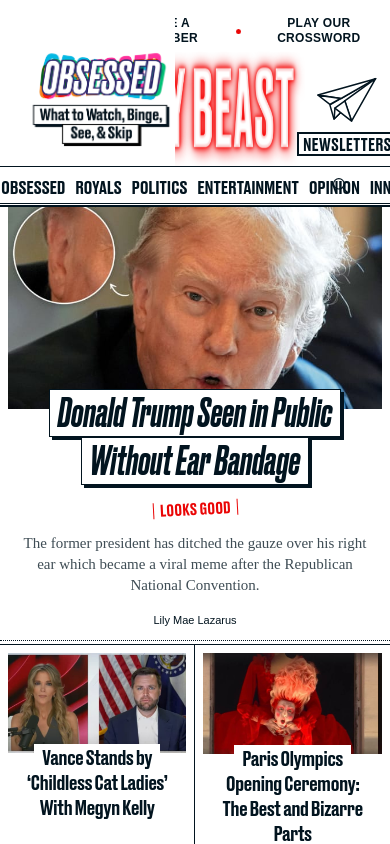 E A
BER
PLAY OUR
CROSSWORD
OBSESSED
What to Watch, Binge,
See, & Skip
Y BEAST
NEWSLETTERS
OBSESSED ROYALS POLITICS ENTERTAINMENT OPINION INN
Donald Trump Seen in Public
Without Ear Bandage
LOOKS GOOD
The former president has ditched the gauze over his right
ear which became a viral meme after the Republican
National Convention.
Lily Mae Lazarus
Vance Stands by
‘Childless Cat Ladies’
With Megyn Kelly
Paris Olympics
Opening Ceremony:
The Best and Bizarre
Parts